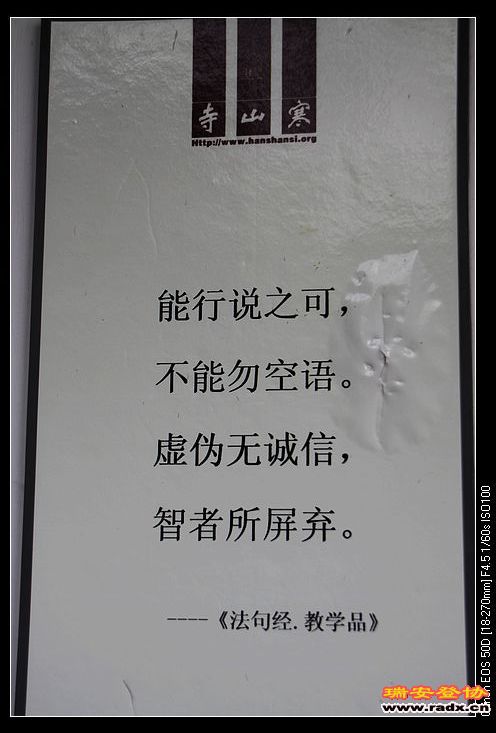 寒山寺
Http://www.hanshansi.org
能行说之可，
不能勿空语。
虚伪无诚信，
智者所屏弃。
----《法句经.教学品》
瑞安登协
www.radx.cn
EOS 50D [18-270mm] F4.5 1/60s ISO100